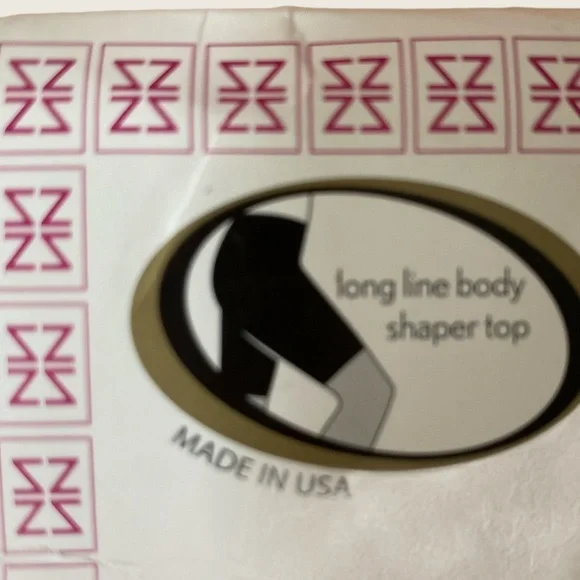 long line body
shaper top
MADE IN USA